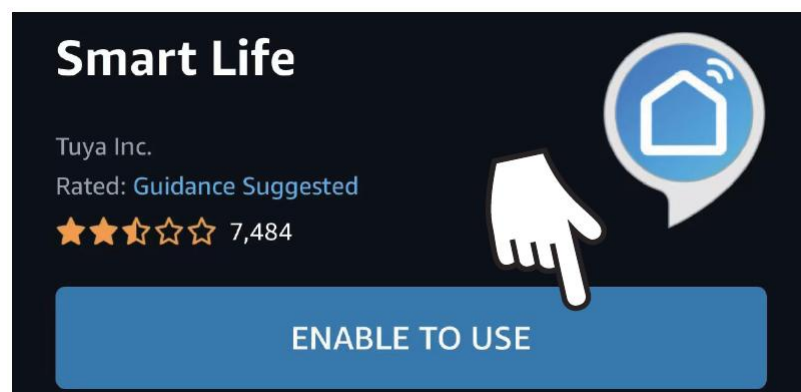 Smart Life
Tuya Inc.
Rated: Guidance Suggested
7,484
ENABLE TO USE